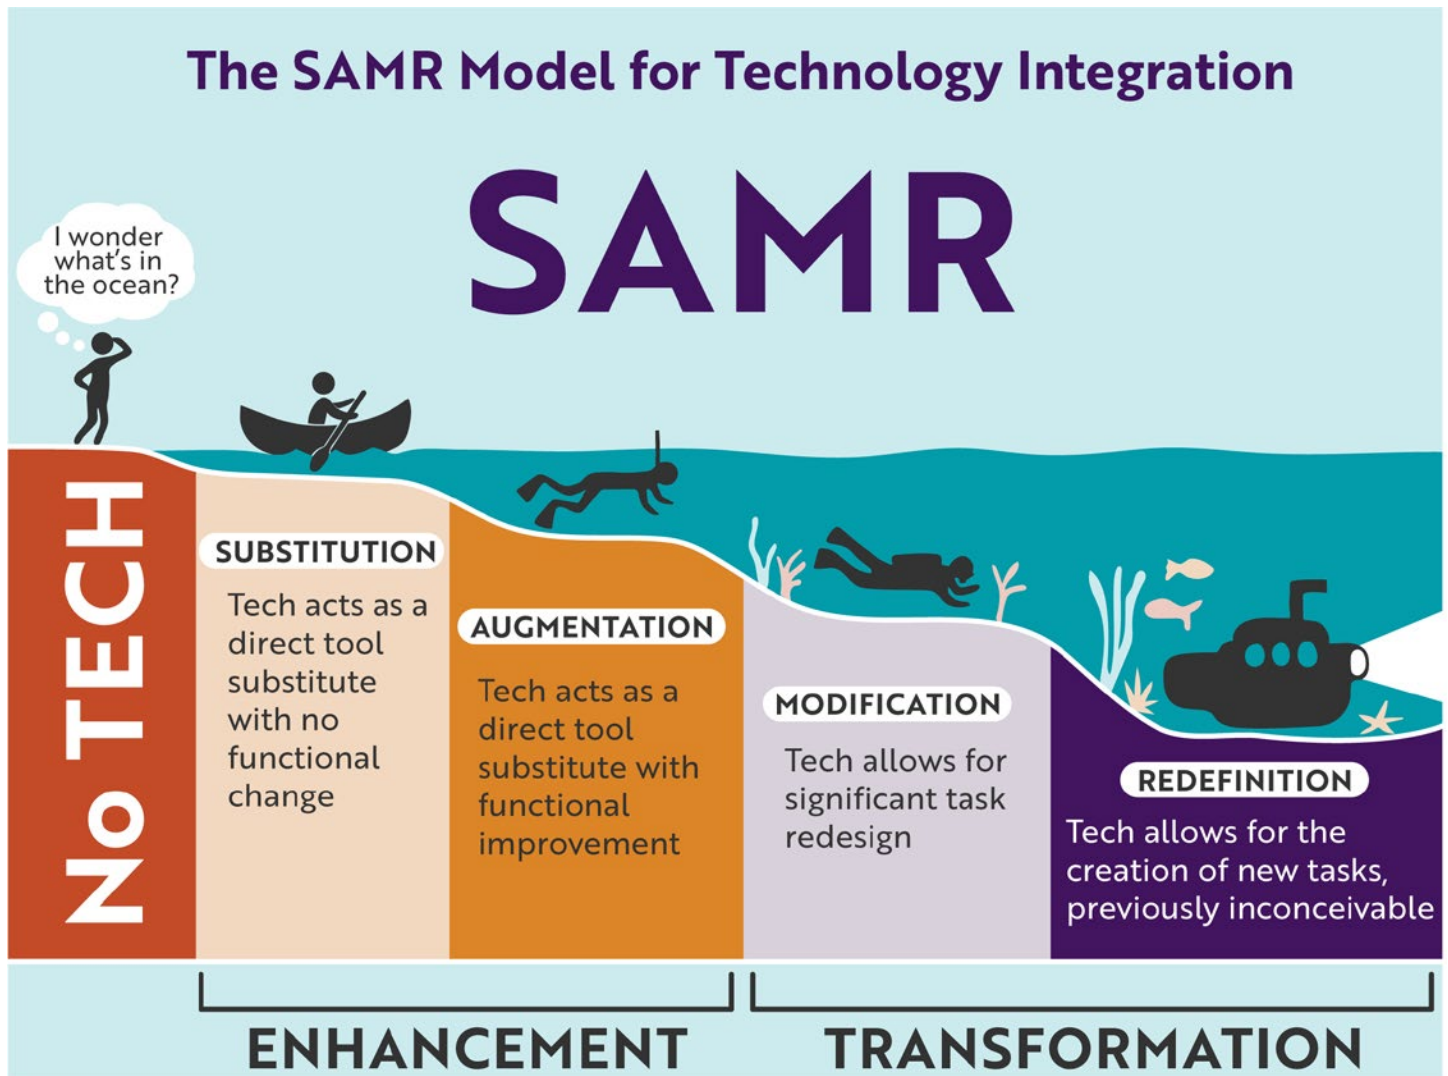 The SAMR Model for Technology Integration
SAMR
I wonder
what's in
the ocean?
No TECH
SUBSTITUTION
Tech acts as a
direct tool
substitute
with no
functional
change
AUGMENTATION
Tech acts as a
direct tool
substitute with
functional
improvement
MODIFICATION
Tech allows for
significant task
redesign
REDEFINITION
Tech allows for the
creation of new tasks,
previously inconceivable
ENHANCEMENT
TRANSFORMATION